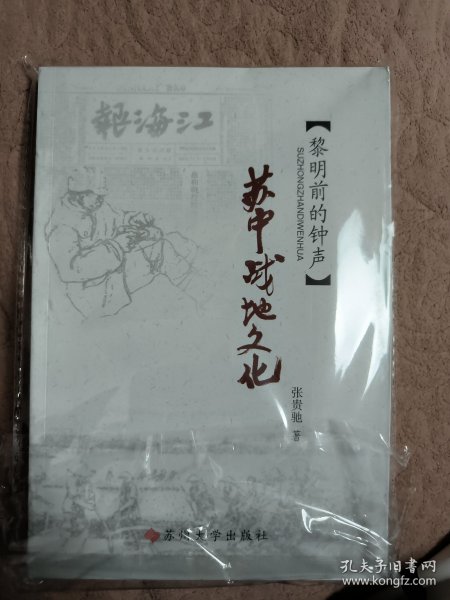 江海報
【黎明前的钟声】
SUZHONGZHANDIWENHUA
苏中战地文化
张贵驰 著
苏州大学出版社
孔夫子旧书网
www.kongfz.com